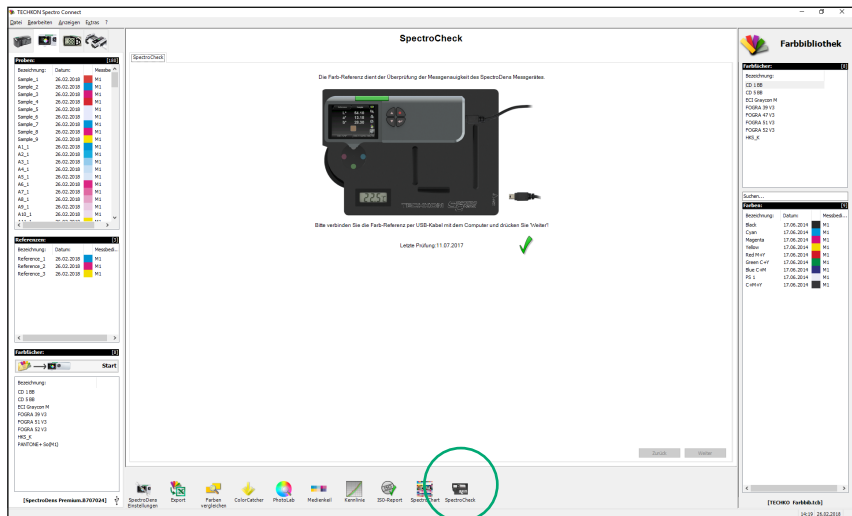 TECHKON Spectro Connect
Datei Bearbeiten Anzeigen Extras ?
Proben: [188]
Bezeichnung: Datum: Messbe
Sample_1 26.02.2018 M1
Sample_2 26.02.2018 M1
Sample_3 26.02.2018 M1
Sample_4 26.02.2018 M1
Sample_5 26.02.2018 M1
Sample_6 26.02.2018 M1
Sample_7 26.02.2018 M1
Sample_8 26.02.2018 M1
Sample_9 26.02.2018 M1
A1_1 26.02.2018 M1
A2_1 26.02.2018 M1
A3_1 26.02.2018 M1
A4_1 26.02.2018 M1
A5_1 26.02.2018 M1
A6_1 26.02.2018 M1
A7_1 26.02.2018 M1
A8_1 26.02.2018 M1
A9_1 26.02.2018 M1
A10_1 26.02.2018 M1
Referenzen: [3]
Bezeichnung: Datum: Messbedi...
Reference_1 26.02.2018 M1
Reference_2 26.02.2018 M1
Reference_3 26.02.2018 M1
Farbfächer: [9]
Start
Bezeichnung:
CD 1 BB
CD 5 BB
ECI Graycon M
FOGRA 39 V3
FOGRA 51 V3
FOGRA 52 V3
HKS_K
PANTONE+ So(M1)
[SpectroDens Premium.B707024]
SpectroCheck
SpectroCheck
Die Farb-Referenz dient der Überprüfung der Messgenauigkeit des SpectroDens Messgerätes.
TECHKON
Bitte verbinden Sie die Farb-Referenz per USB-Kabel mit dem Computer und drücken Sie 'Weiter'!
Letzte Prüfung:11.07.2017
Zurück Weiter
SpectroDens Einstellungen
Export
Farben vergleichen
ColorCatcher
PhotoLab
Medienkeil
Kennlinie
ISO-Report
SpectroChart
SpectroCheck
Farbbibliothek
Farbfächer: [8]
Bezeichnung:
CD 1 BB
CD 5 BB
ECI Graycon M
FOGRA 39 V3
FOGRA 47 V3
FOGRA 51 V3
FOGRA 52 V3
HKS_K
Suchen...
Farben: [9]
Bezeichnung: Datum: Messbedi...
Black 17.06.2014 M1
Cyan 17.06.2014 M1
Magenta 17.06.2014 M1
Yellow 17.06.2014 M1
Red M+Y 17.06.2014 M1
Green C+Y 17.06.2014 M1
Blue C+M 17.06.2014 M1
PS 1 17.06.2014 M1
C+M+Y 17.06.2014 M1
[TECHKO Farbbib.tcb]
14:19 26.02.2018